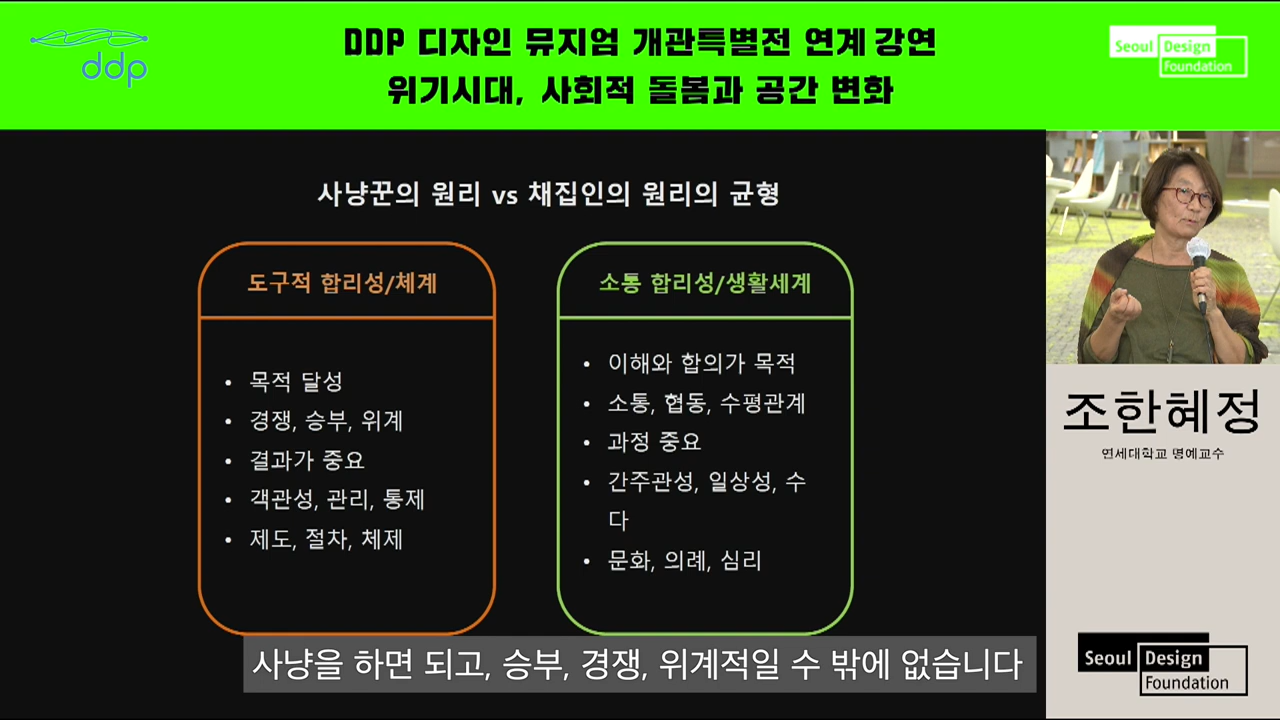 ddp
DDP 디자인 뮤지엄 개관특별전 연계 강연
위기시대, 사회적 돌봄과 공간 변화
Seoul Design
Foundation
사냥꾼의 원리 vs 채집인의 원리의 균형
도구적 합리성/체계
• 목적 달성
• 경쟁, 승부, 위계
• 결과가 중요
• 객관성, 관리, 통제
• 제도, 절차, 체제
소통 합리성/생활세계
• 이해와 합의가 목적
• 소통, 협동, 수평관계
• 과정 중요
• 간주관성, 일상성, 수
다
• 문화, 의례, 심리
조한혜정
연세대학교 명예교수
사냥을 하면 되고, 승부, 경쟁, 위계적일 수 밖에 없습니다
Seoul Design
Foundation